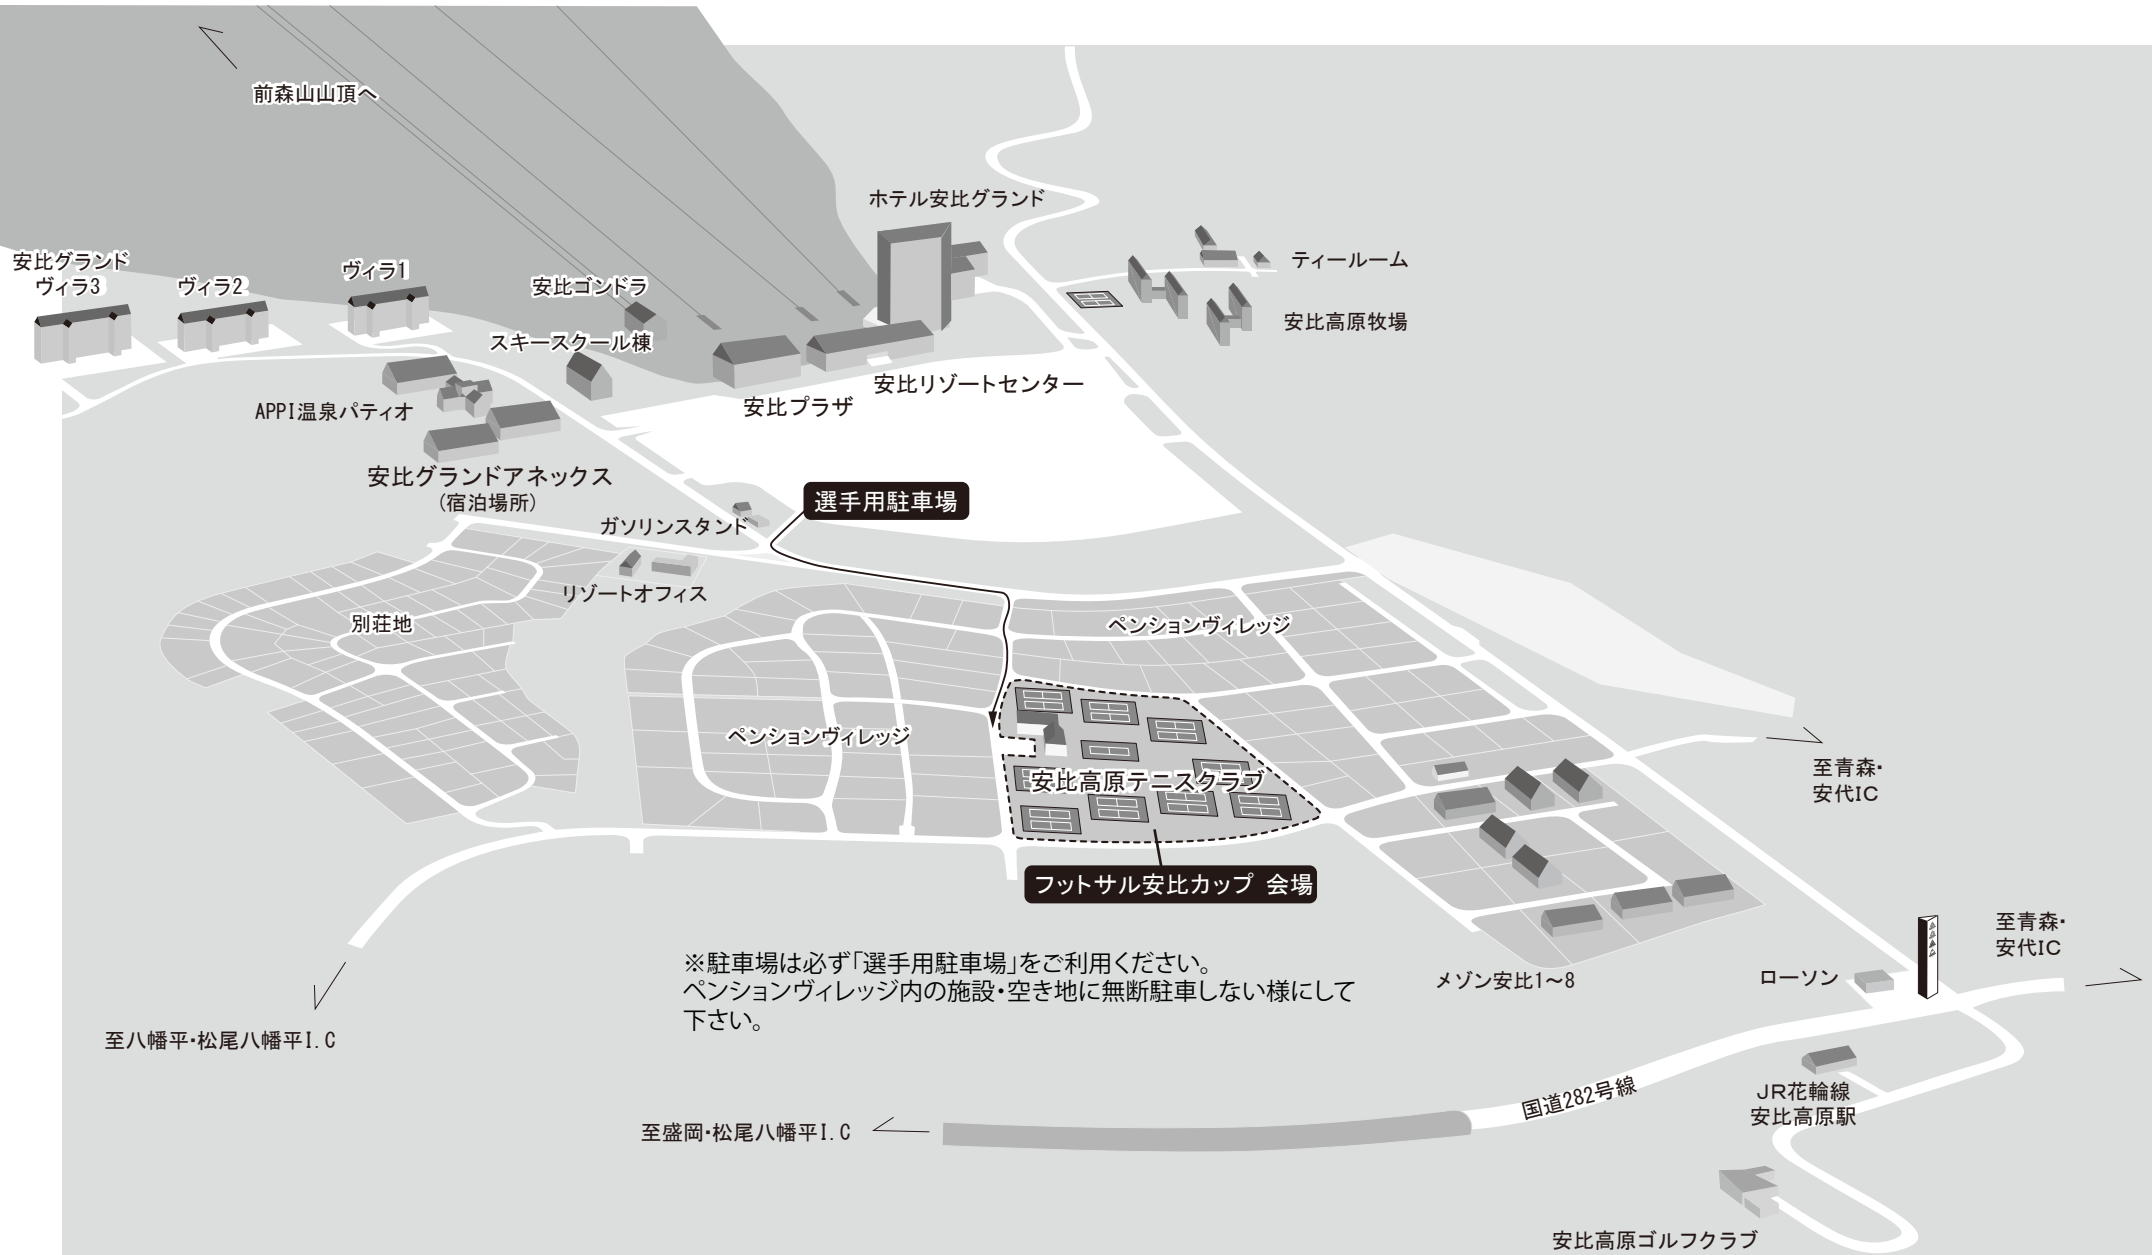 前森山山頂へ
ホテル安比グランド
ティールーム
安比グランド
ヴィラ3
ヴィラ2
ヴィラ1
安比ゴンドラ
安比高原牧場
スキースクール棟
安比リゾートセンター
安比プラザ
APPI温泉パティオ
安比グランドアネックス
(宿泊場所)
選手用駐車場
ガソリンスタンド
リゾートオフィス
別荘地
ペンションヴィレッジ
ペンションヴィレッジ
安比高原テニスクラブ
至青森・
安代IC
フットサル安比カップ 会場
至青森・
安代IC
※駐車場は必ず「選手用駐車場」をご利用ください。
ペンションヴィレッジ内の施設・空き地に無断駐車しない様にして
下さい。
メゾン安比1～8
ローソン
至八幡平・松尾八幡平I.C
国道282号線
JR花輪線
安比高原駅
至盛岡・松尾八幡平I.C
安比高原ゴルフクラブ